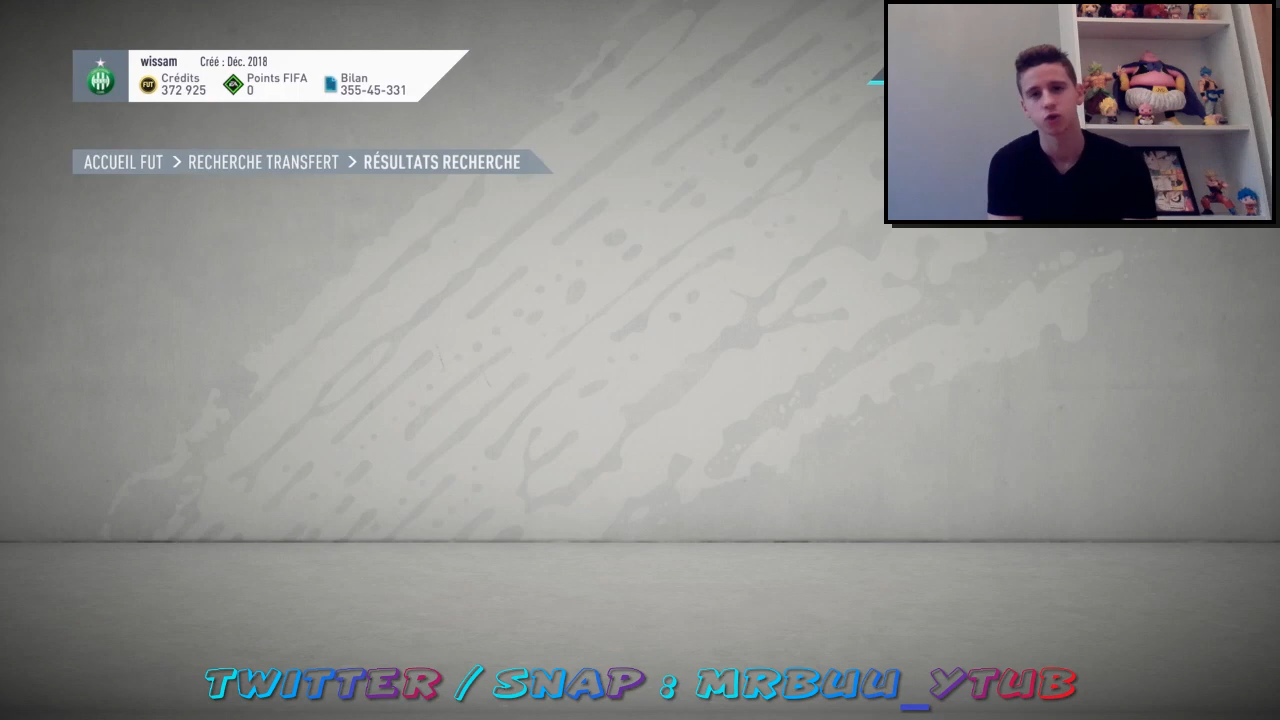 wissam Créé : Déc. 2018
Crédits Points FIFA Bilan
372 925 0 355-45-331
ACCUEIL FUT > RECHERCHE TRANSFERT > RÉSULTATS RECHERCHE
TWITTER / SNAP : MRBUU_YTUB